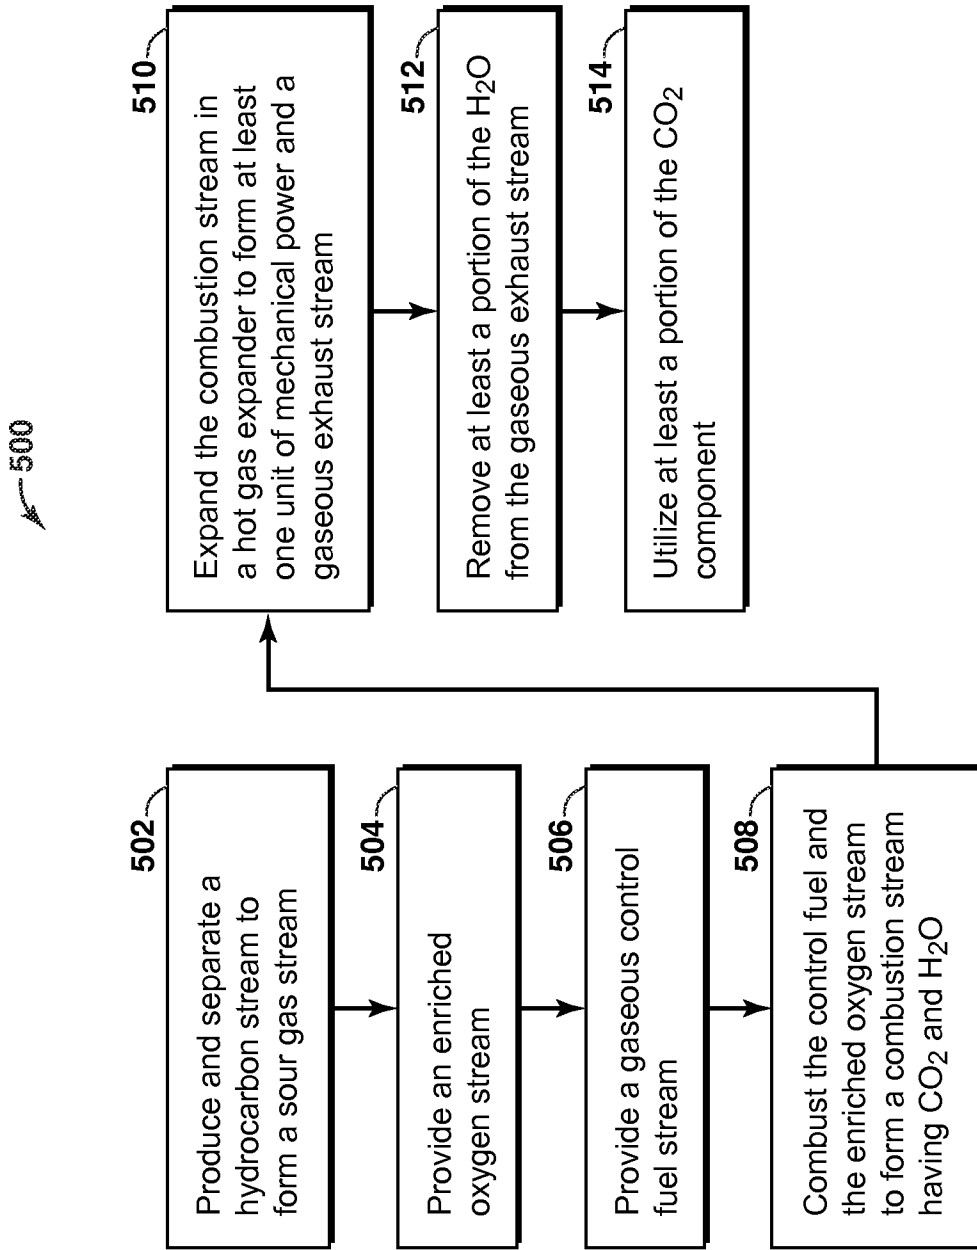 500
502
Produce and separate a
hydrocarbon stream to
form a sour gas stream
504
Provide an enriched
oxygen stream
506
Provide a gaseous control
fuel stream
508
Combust the control fuel and
the enriched oxygen stream
to form a combustion stream
having CO₂ and H₂O
510
Expand the combustion stream in
a hot gas expander to form at least
one unit of mechanical power and a
gaseous exhaust stream
512
Remove at least a portion of the H₂O
from the gaseous exhaust stream
514
Utilize at least a portion of the CO₂
component